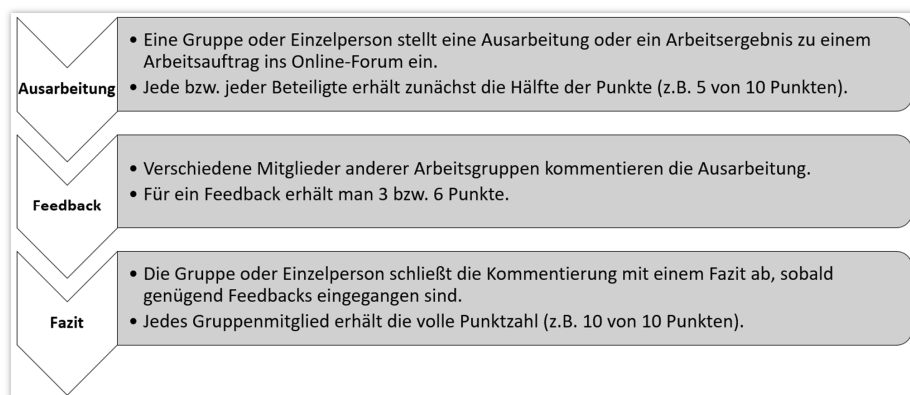 Ausarbeitung
• Eine Gruppe oder Einzelperson stellt eine Ausarbeitung oder ein Arbeitsergebnis zu einem
Arbeitsauftrag ins Online-Forum ein.
• Jede bzw. jeder Beteiligte erhält zunächst die Hälfte der Punkte (z.B. 5 von 10 Punkten).
Feedback
• Verschiedene Mitglieder anderer Arbeitsgruppen kommentieren die Ausarbeitung.
• Für ein Feedback erhält man 3 bzw. 6 Punkte.
Fazit
• Die Gruppe oder Einzelperson schließt die Kommentierung mit einem Fazit ab, sobald
genügend Feedbacks eingegangen sind.
• Jedes Gruppenmitglied erhält die volle Punktzahl (z.B. 10 von 10 Punkten).